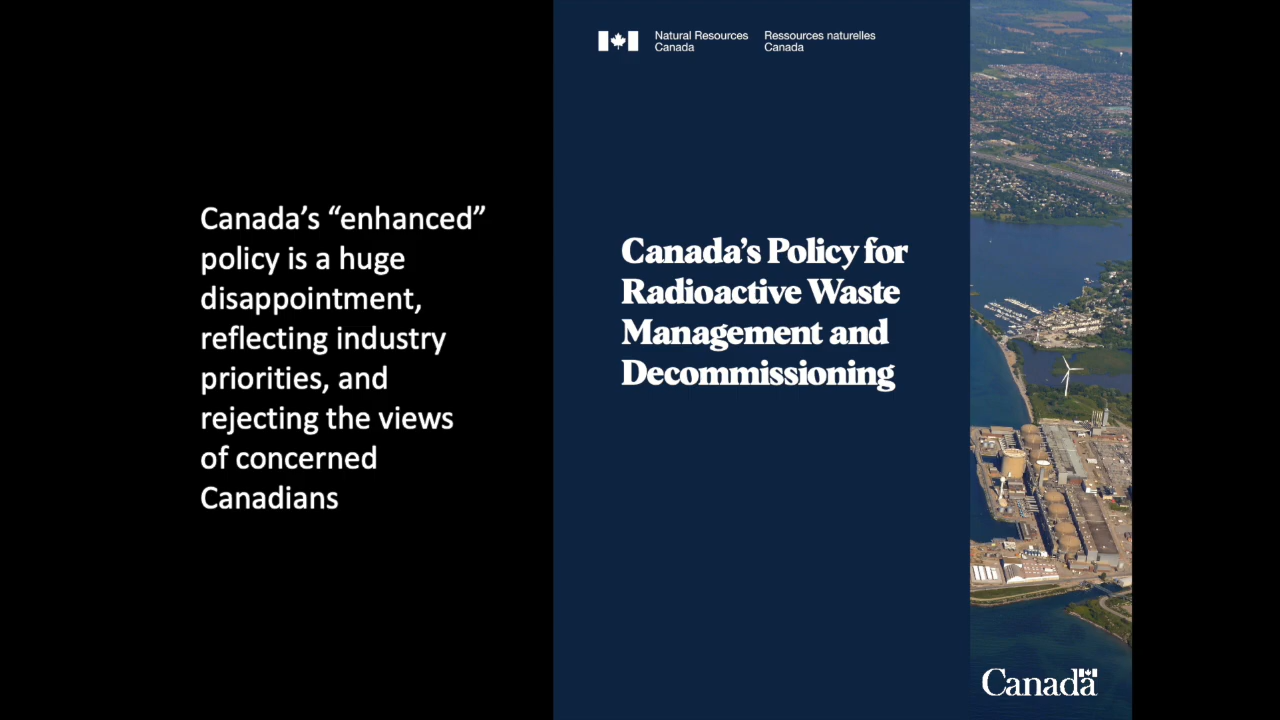 Canada’s “enhanced”
policy is a huge
disappointment,
reflecting industry
priorities, and
rejecting the views
of concerned
Canadians
Natural Resources
Canada
Ressources naturelles
Canada
Canada’s Policy for
Radioactive Waste
Management and
Decommissioning
Canada